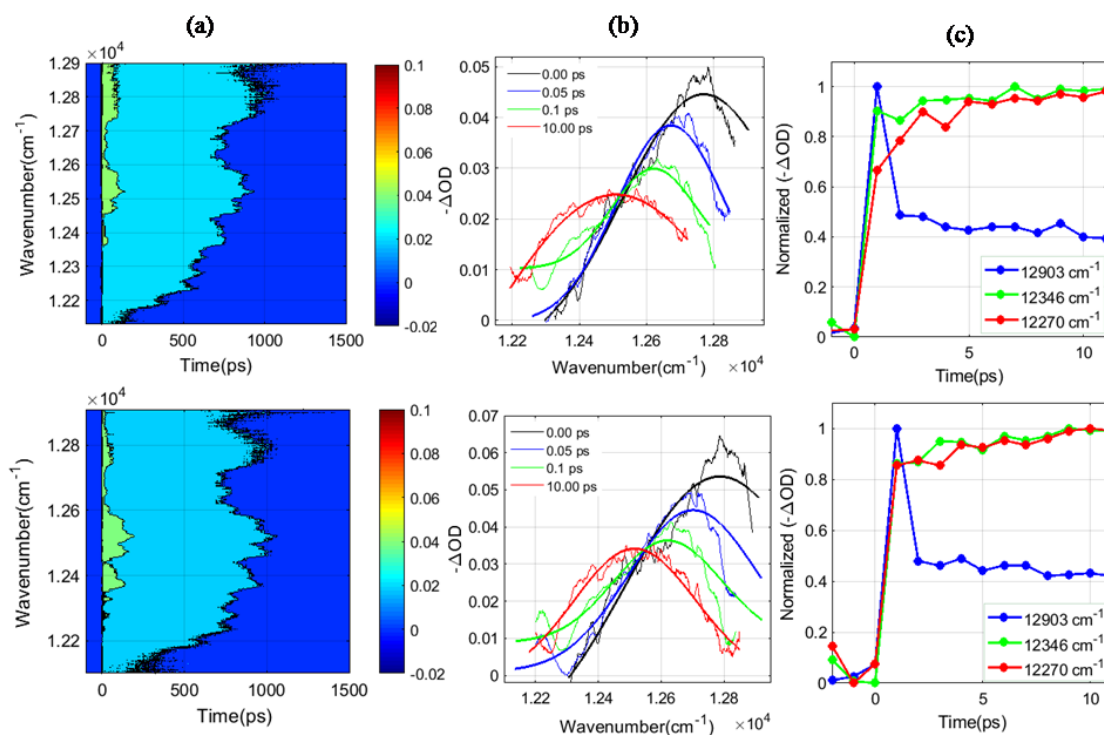 (a)
(b)
(c)
×10⁴
1.29
1.28
1.27
1.26
1.25
1.24
1.23
1.22
Wavenumber(cm⁻¹)
0
500
1000
1500
Time(ps)
0.1
0.08
0.06
0.04
0.02
0
-0.02
0.05
0.04
0.03
0.02
0.01
0
-ΔOD
0.00 ps
0.05 ps
0.1 ps
10.00 ps
1.22
1.24
1.26
1.28
Wavenumber(cm⁻¹)
×10⁴
1
0.8
0.6
0.4
0.2
0
Normalized (-ΔOD)
12903 cm⁻¹
12346 cm⁻¹
12270 cm⁻¹
0
5
10
Time(ps)
×10⁴
1.28
1.26
1.24
1.22
Wavenumber(cm⁻¹)
0
500
1000
1500
Time(ps)
0.1
0.08
0.06
0.04
0.02
0
-0.02
0.07
0.06
0.05
0.04
0.03
0.02
0.01
0
-ΔOD
0.00 ps
0.05 ps
0.1 ps
10.00 ps
1.22
1.24
1.26
1.28
Wavenumber(cm⁻¹)
×10⁴
1
0.8
0.6
0.4
0.2
0
Normalized (-ΔOD)
12903 cm⁻¹
12346 cm⁻¹
12270 cm⁻¹
0
5
10
Time(ps)